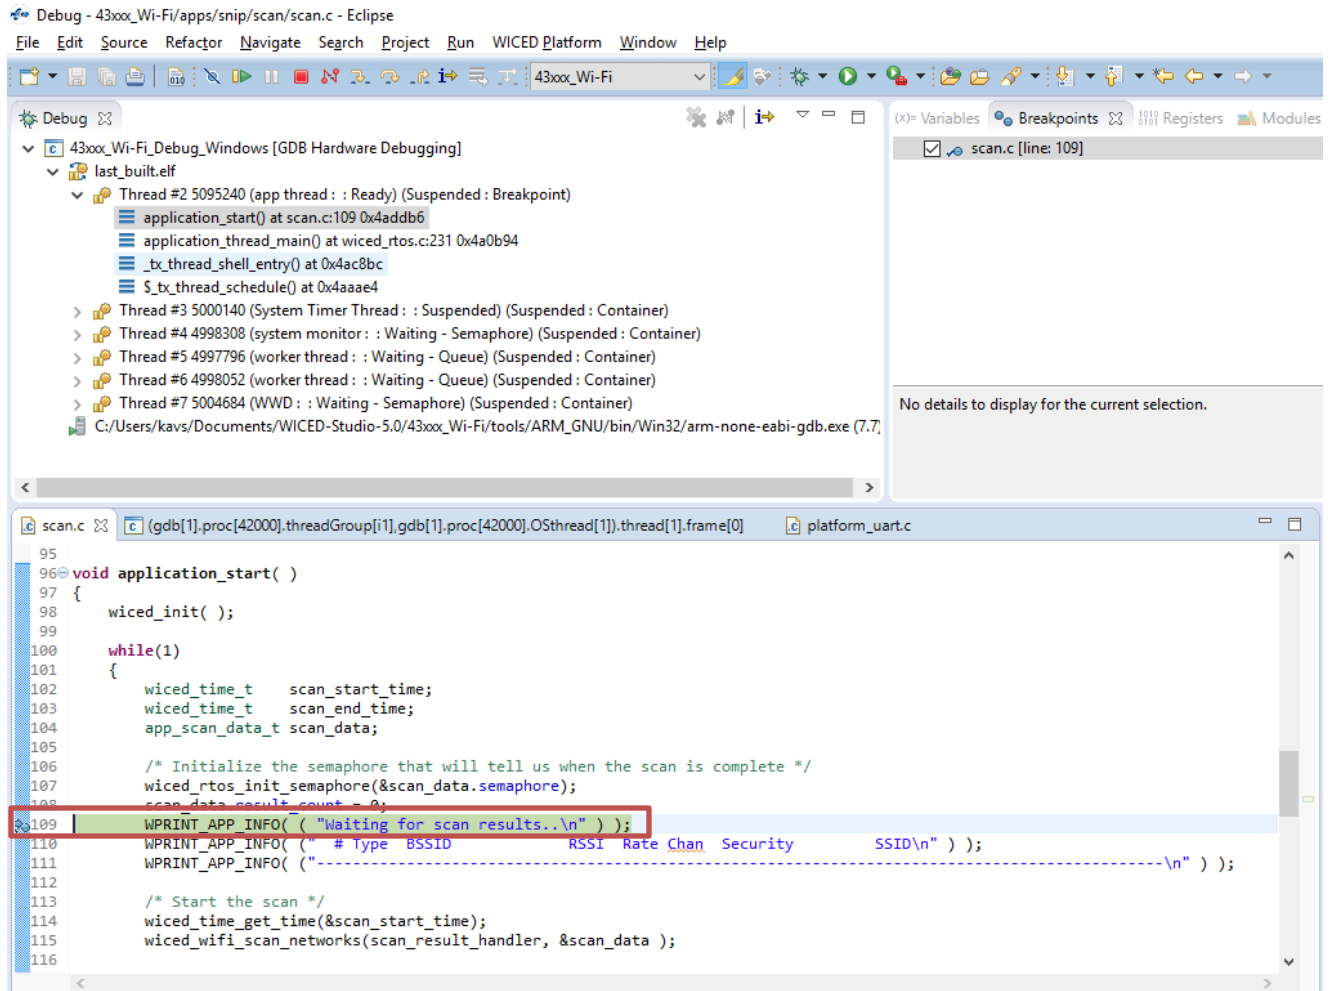 Debug - 43xxx_Wi-Fi/apps/snip/scan/scan.c - Eclipse
File Edit Source Refactor Navigate Search Project Run WICED Platform Window Help
43xxx_Wi-Fi
Debug
(x)= Variables Breakpoints Registers Modules
43xxx_Wi-Fi_Debug_Windows [GDB Hardware Debugging]
scan.c [line: 109]
last_built.elf
Thread #2 5095240 (app thread : : Ready) (Suspended : Breakpoint)
application_start() at scan.c:109 0x4addb6
application_thread_main() at wiced_rtos.c:231 0x4a0b94
_tx_thread_shell_entry() at 0x4ac8bc
$_tx_thread_schedule() at 0x4aaae4
Thread #3 5000140 (System Timer Thread : : Suspended) (Suspended : Container)
Thread #4 4998308 (system monitor : : Waiting - Semaphore) (Suspended : Container)
Thread #5 4997796 (worker thread : : Waiting - Queue) (Suspended : Container)
Thread #6 4998052 (worker thread : : Waiting - Queue) (Suspended : Container)
Thread #7 5004684 (WWD : : Waiting - Semaphore) (Suspended : Container)
No details to display for the current selection.
C:/Users/kavs/Documents/WICED-Studio-5.0/43xxx_Wi-Fi/tools/ARM_GNU/bin/Win32/arm-none-eabi-gdb.exe (7.7
scan.c (gdb[1].proc[42000].threadGroup[i1],gdb[1].proc[42000].OSthread[1]).thread[1].frame[0] platform_uart.c
95
96 void application_start( )
97 {
98 wiced_init( );
99
100 while(1)
101 {
102 wiced_time_t scan_start_time;
103 wiced_time_t scan_end_time;
104 app_scan_data_t scan_data;
105
106 /* Initialize the semaphore that will tell us when the scan is complete */
107 wiced_rtos_init_semaphore(&scan_data.semaphore);
108 scan_data.result_count = 0;
109 WPRINT_APP_INFO( ( "Waiting for scan results..\n" ) );
110 WPRINT_APP_INFO( (" # Type BSSID RSSI Rate Chan Security SSID\n" ) );
111 WPRINT_APP_INFO( ("----------------------------------------------------------------------------------------------\n" ) );
112
113 /* Start the scan */
114 wiced_time_get_time(&scan_start_time);
115 wiced_wifi_scan_networks(scan_result_handler, &scan_data );
116